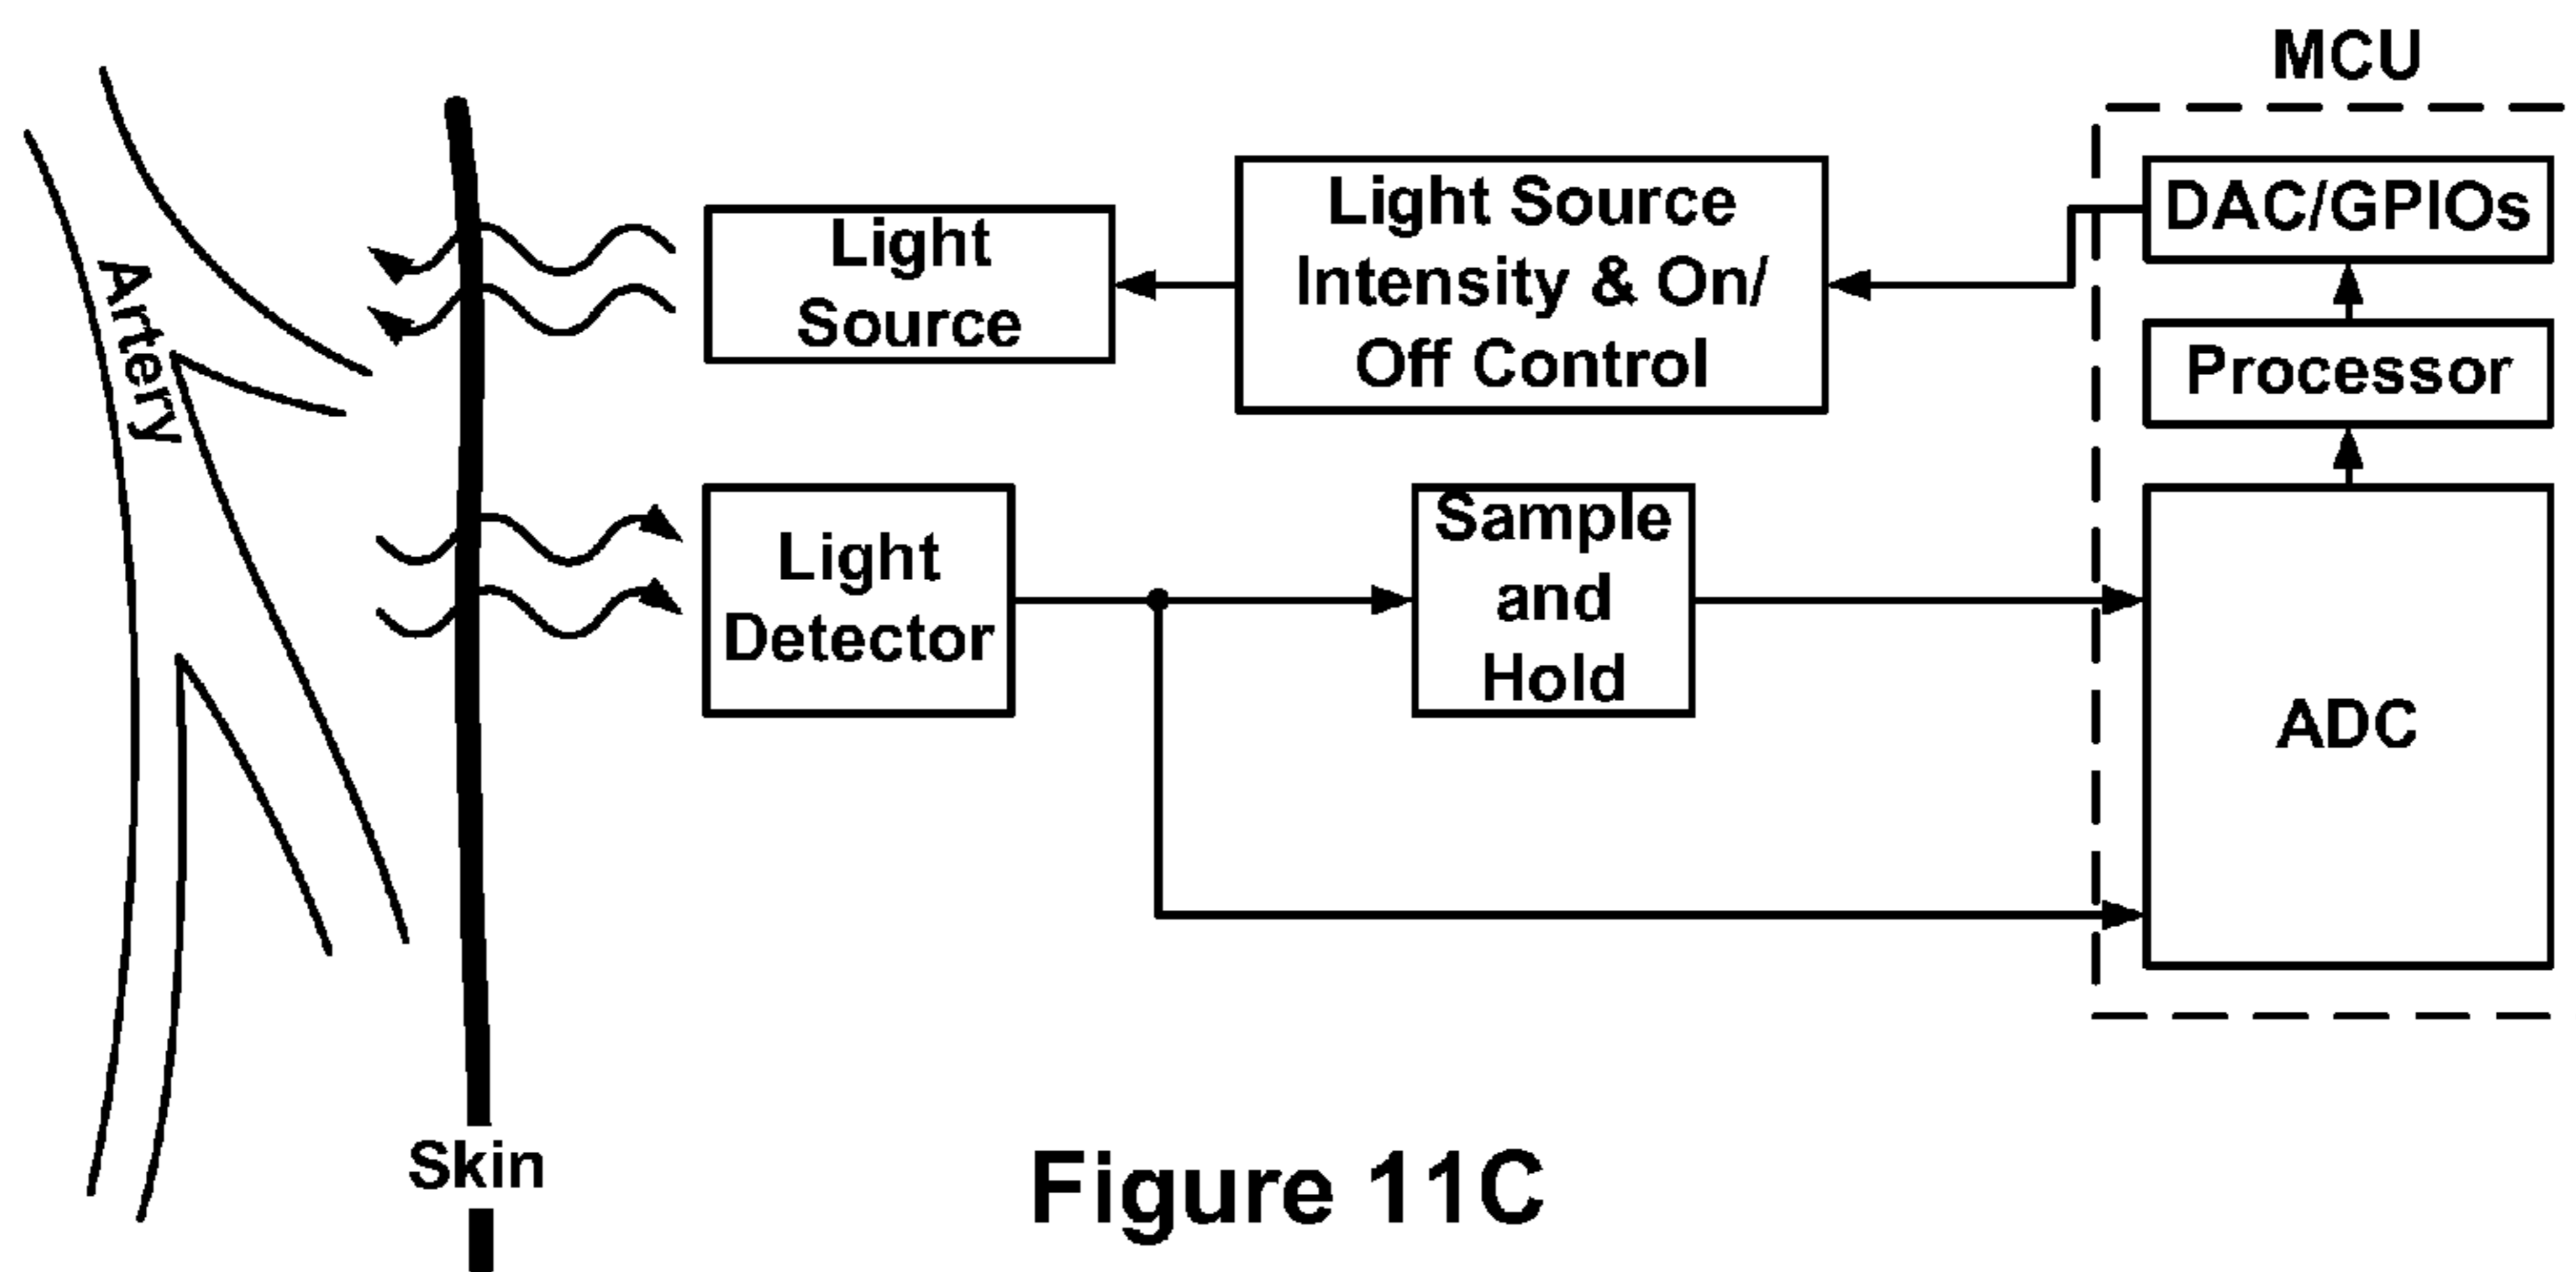 MCU
Artery
Light
Source
Light Source
Intensity & On/
Off Control
DAC/GPIOs
Processor
Light
Detector
Sample
and
Hold
ADC
Skin
Figure 11C